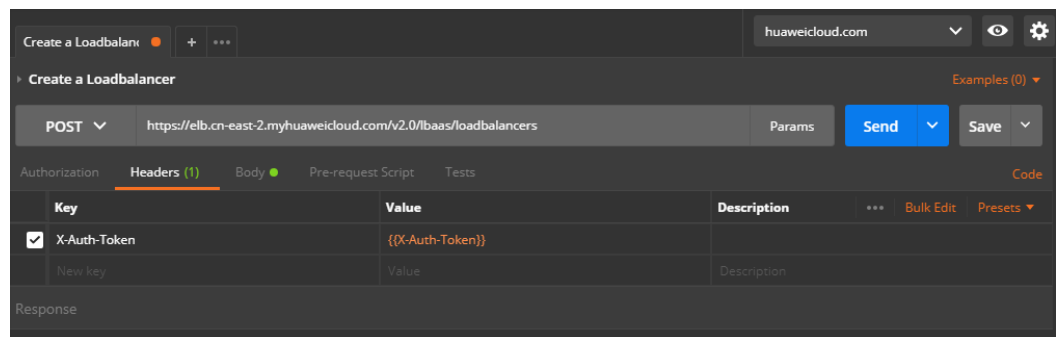 huaweicloud.com
Create a Loadbalanc
+ •••
Create a Loadbalancer
Examples (0)
POST https://elb.cn-east-2.myhuaweicloud.com/v2.0/lbaas/loadbalancers Params Send Save
Authorization Headers (1) Body Pre-request Script Tests Code
Key Value Description ••• Bulk Edit Presets
X-Auth-Token {{X-Auth-Token}}
New key Value Description
Response